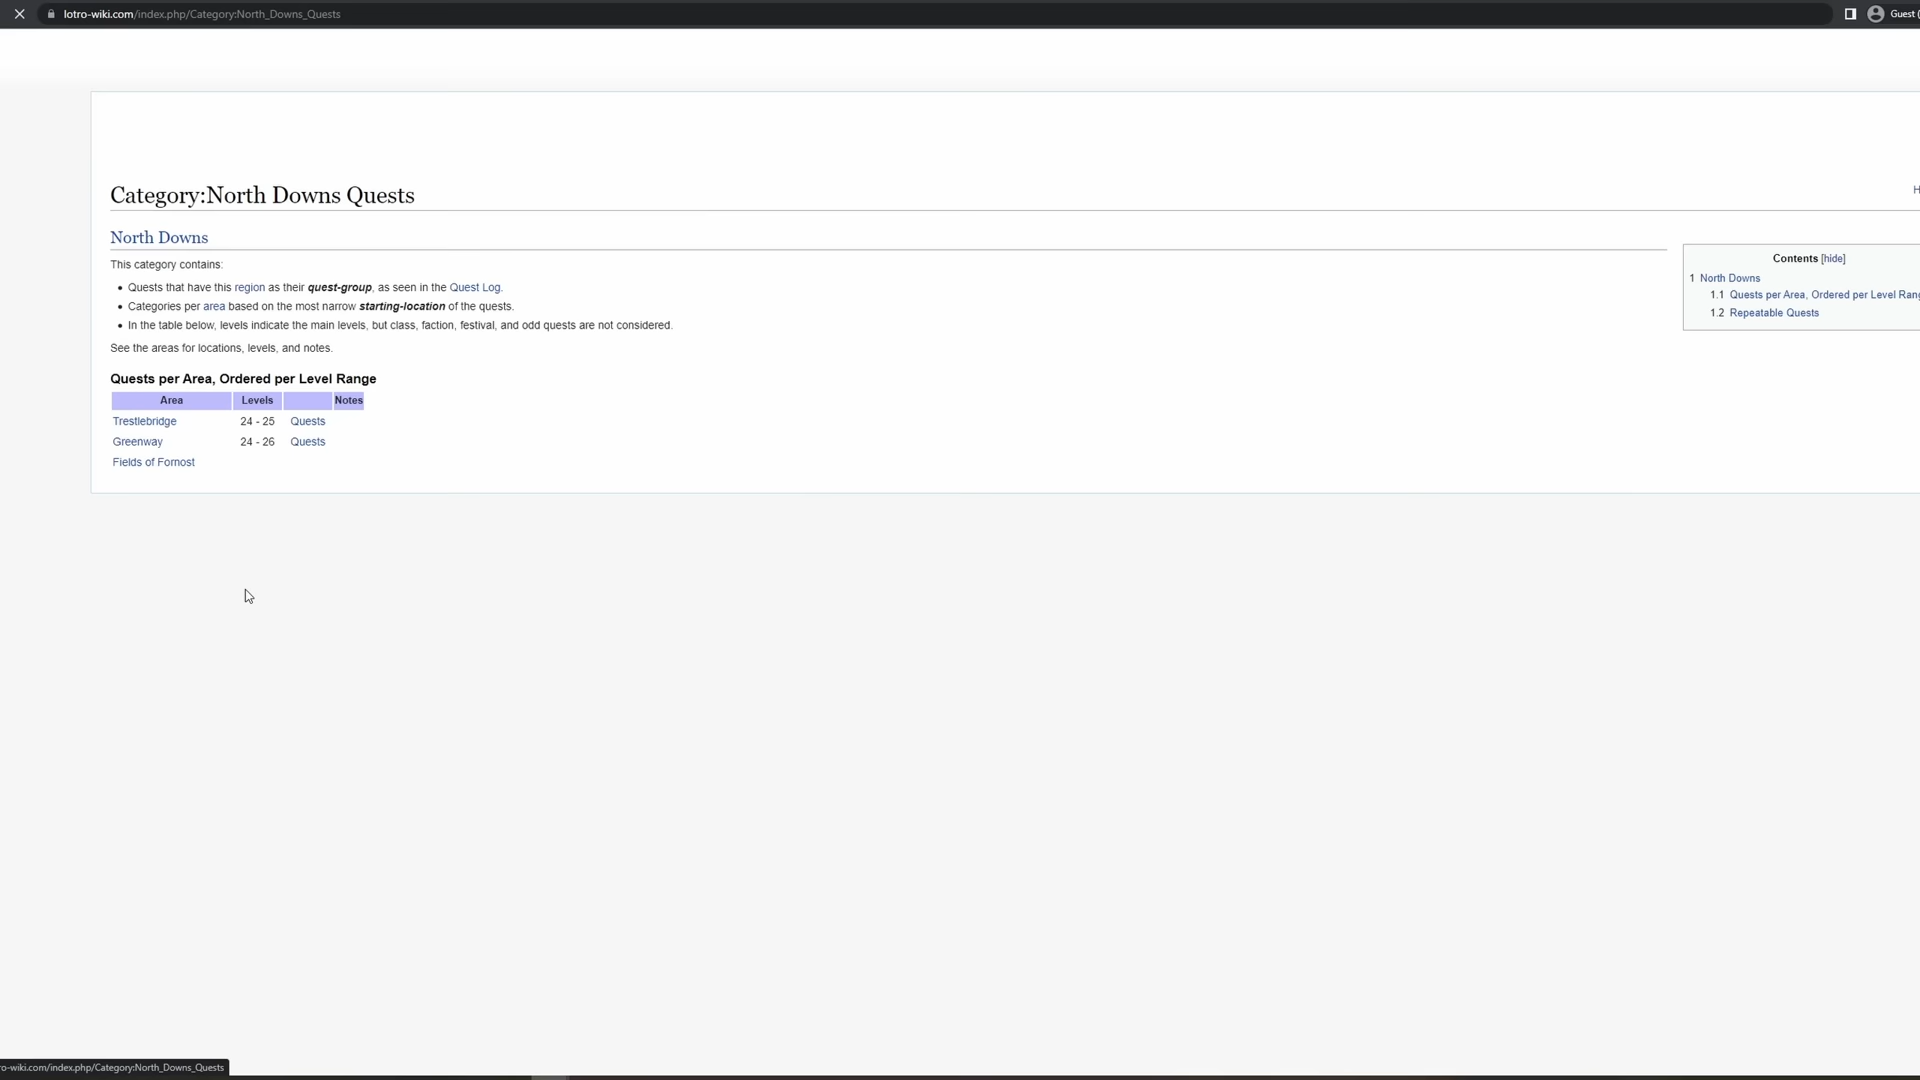 lotro-wiki.com/index.php/Category:North_Downs_Quests
Guest (
Category:North Downs Quests
H
North Downs
This category contains:
• Quests that have this region as their quest-group, as seen in the Quest Log.
• Categories per area based on the most narrow starting-location of the quests.
• In the table below, levels indicate the main levels, but class, faction, festival, and odd quests are not considered.
See the areas for locations, levels, and notes.
Contents [hide]
1 North Downs
1.1 Quests per Area, Ordered per Level Rang
1.2 Repeatable Quests
Quests per Area, Ordered per Level Range
Area Levels Notes
Trestlebridge 24 - 25 Quests
Greenway 24 - 26 Quests
Fields of Fornost
ro-wiki.com/index.php/Category:North_Downs_Quests